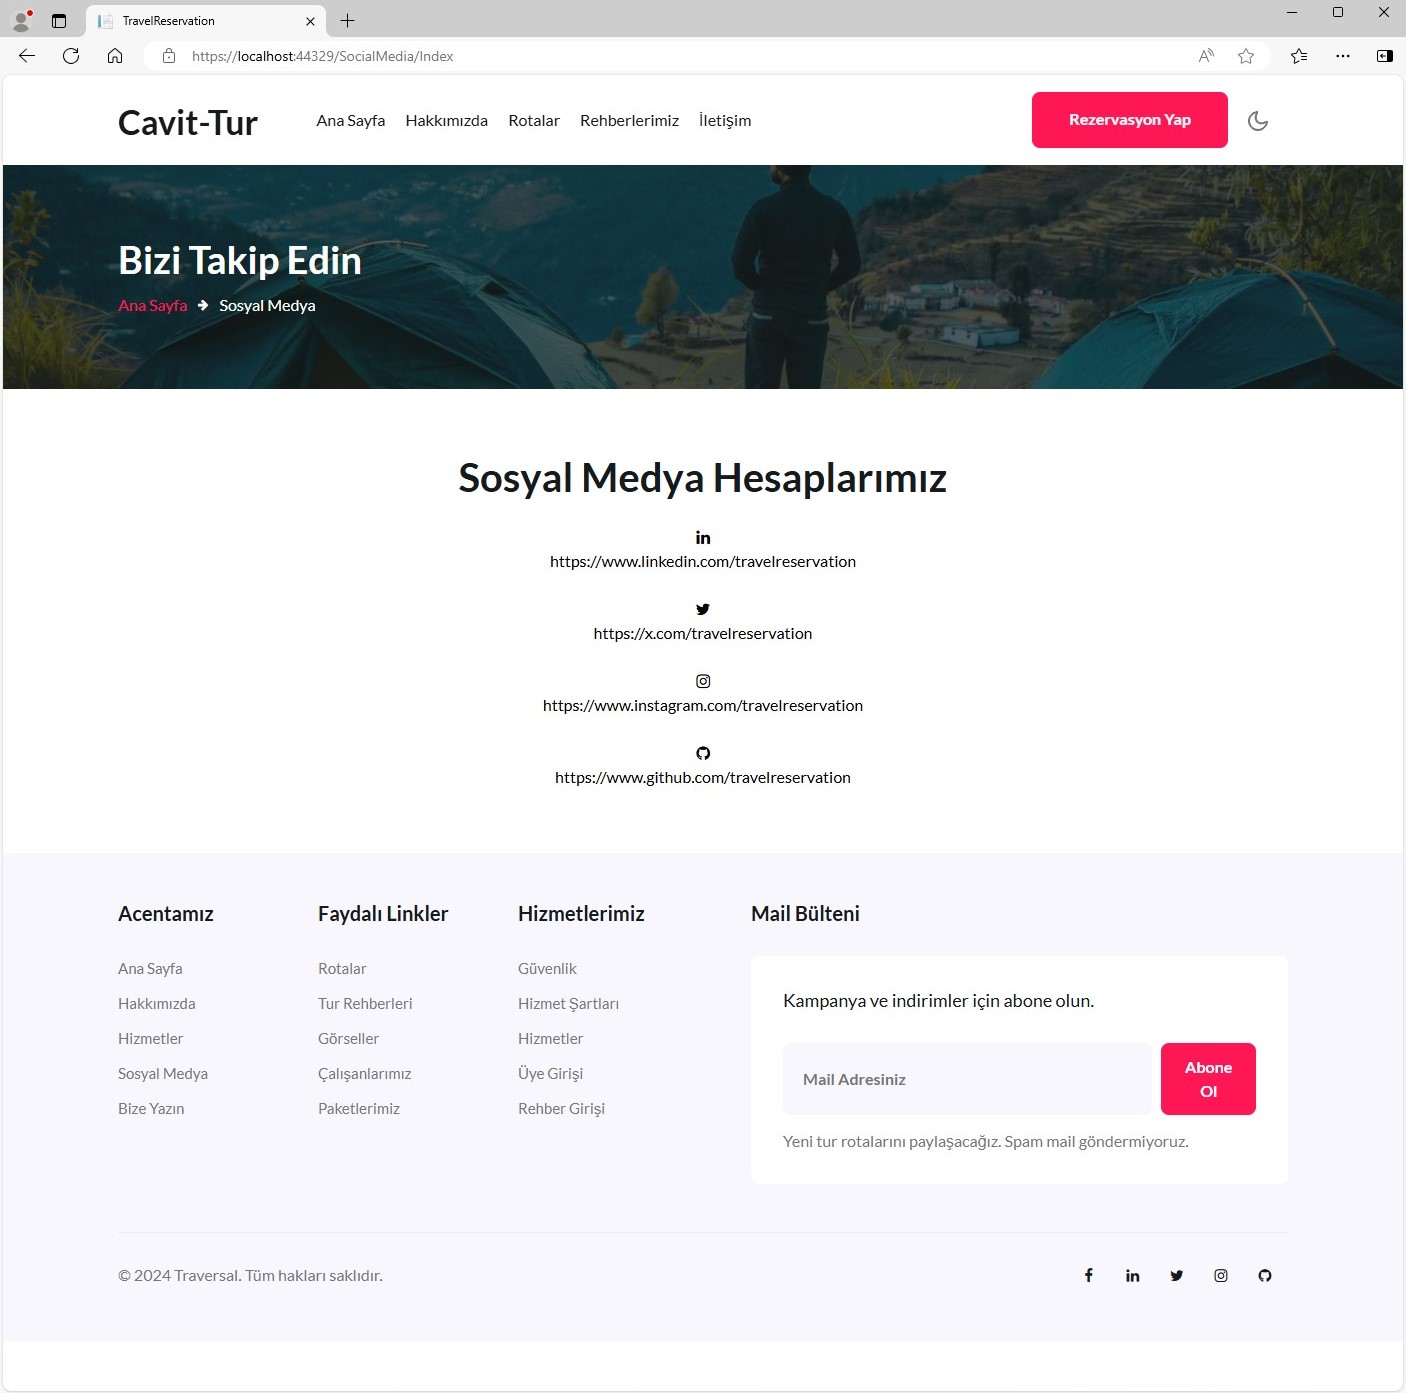 TravelReservation
https://localhost:44329/SocialMedia/Index
Cavit-Tur
Ana Sayfa Hakkımızda Rotalar Rehberlerimiz İletişim
Rezervasyon Yap
Bizi Takip Edin
Ana Sayfa Sosyal Medya
Sosyal Medya Hesaplarımız
https://www.linkedin.com/travelreservation
https://x.com/travelreservation
https://www.instagram.com/travelreservation
https://www.github.com/travelreservation
Acentamız
Ana Sayfa
Hakkımızda
Hizmetler
Sosyal Medya
Bize Yazın
Faydalı Linkler
Rotalar
Tur Rehberleri
Görseller
Çalışanlarımız
Paketlerimiz
Hizmetlerimiz
Güvenlik
Hizmet Şartları
Hizmetler
Üye Girişi
Rehber Girişi
Mail Bülteni
Kampanya ve indirimler için abone olun.
Mail Adresiniz
Abone
Ol
Yeni tur rotalarını paylaşacağız. Spam mail göndermiyoruz.
© 2024 Traversal. Tüm hakları saklıdır.